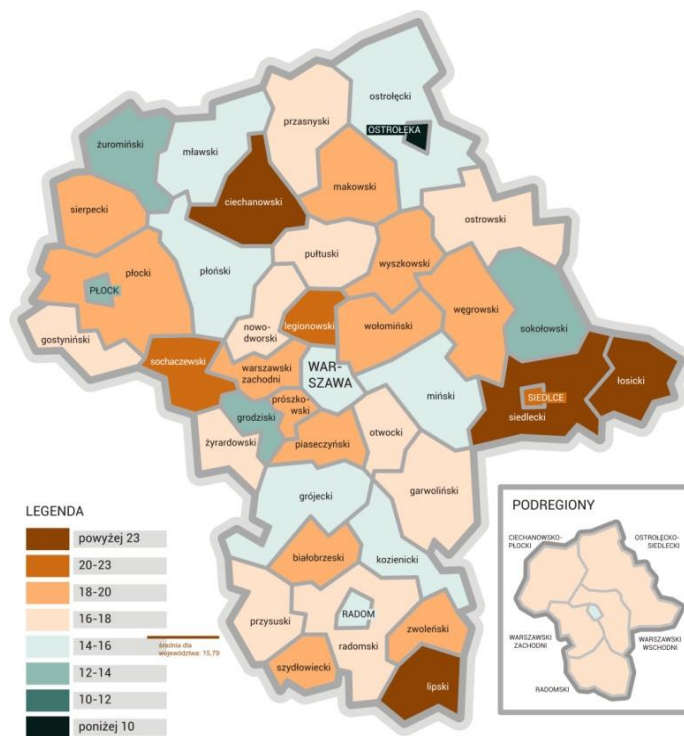 ostrołęcki
przasnyski
OSTROŁĘKA
żuromiński
mławski
makowski
ciechanowski
sierpecki
ostrowski
pułtuski
wyszkowski
płocki
płoński
PŁOCK
węgrowski
nowo-
dworski
legionowski
wołomiński
sokołowski
gostyniński
sochaczewski
warszawski
zachodni
WAR-
SZAWA
miński
łosicki
SIEDLCE
siedlecki
prószko-
wski
grodziski
otwocki
żyrardowski
piaseczyński
garwoliński
grójecki
białobrzeski
kozienicki
przysuski
RADOM
radomski
zwoleński
szydłowiecki
lipski
LEGENDA
powyżej 23
20-23
18-20
16-18
14-16
12-14
10-12
poniżej 10
średnia dla
województwa: 15,79
PODREGIONY
CIECHANOWSKO-
PŁOCKI
OSTROŁĘCKO-
SIEDLECKI
WARSZAWSKI
ZACHODNI
WARSZAWSKI
WSCHODNI
RADOMSKI